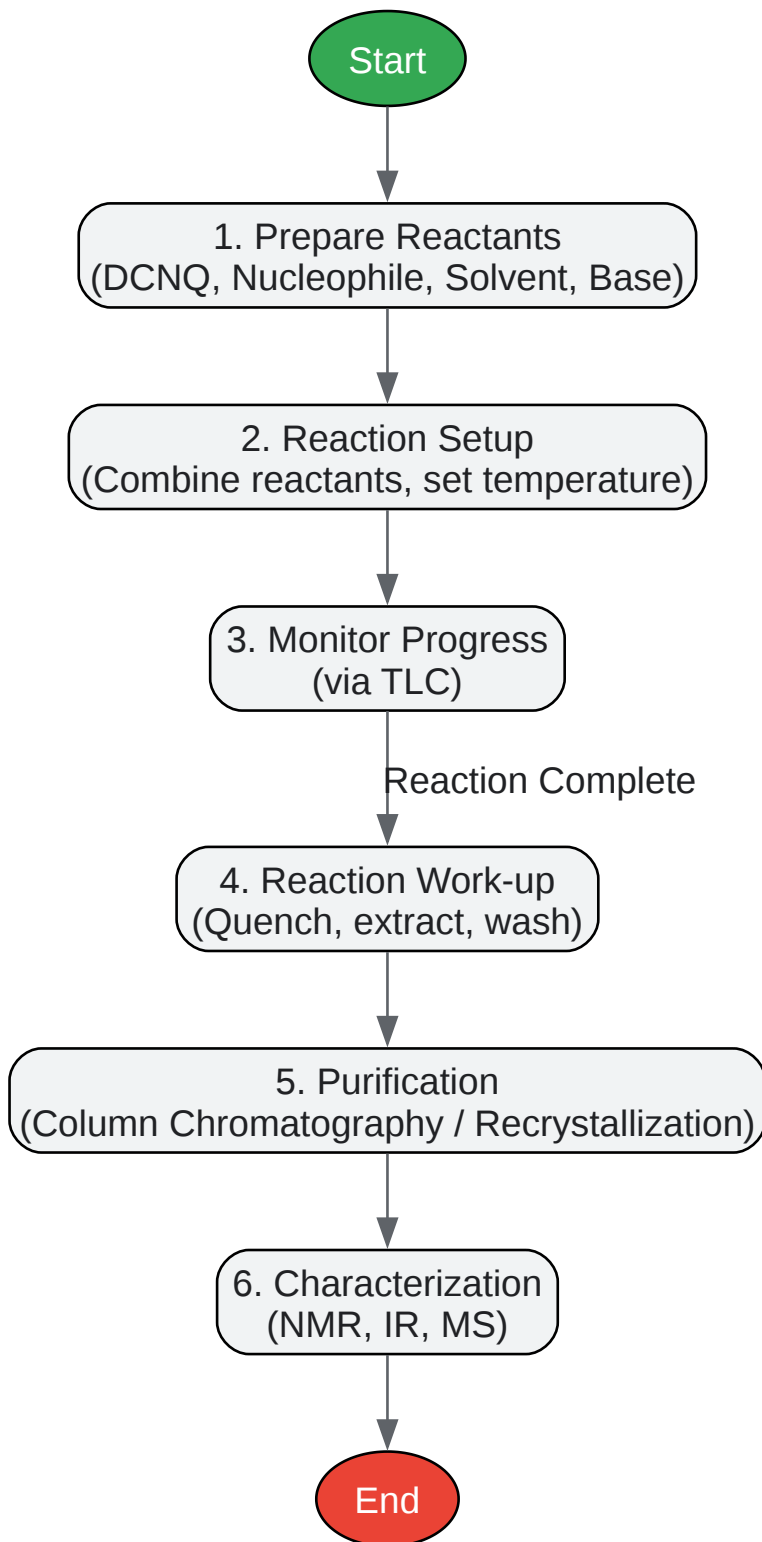 Start
1. Prepare Reactants
(DCNQ, Nucleophile, Solvent, Base)
2. Reaction Setup
(Combine reactants, set temperature)
3. Monitor Progress
(via TLC)
Reaction Complete
4. Reaction Work-up
(Quench, extract, wash)
5. Purification
(Column Chromatography / Recrystallization)
6. Characterization
(NMR, IR, MS)
End